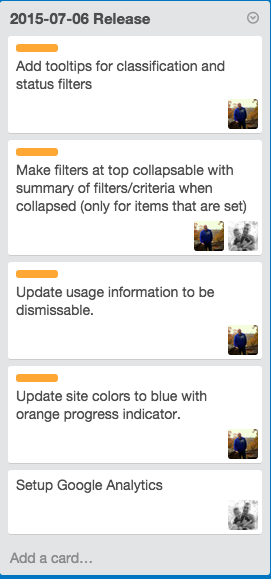 2015-07-06 Release
Add tooltips for classification and
status filters
Make filters at top collapsable with
summary of filters/criteria when
collapsed (only for items that are set)
Update usage information to be
dismissable.
Update site colors to blue with
orange progress indicator.
Setup Google Analytics
Add a card...